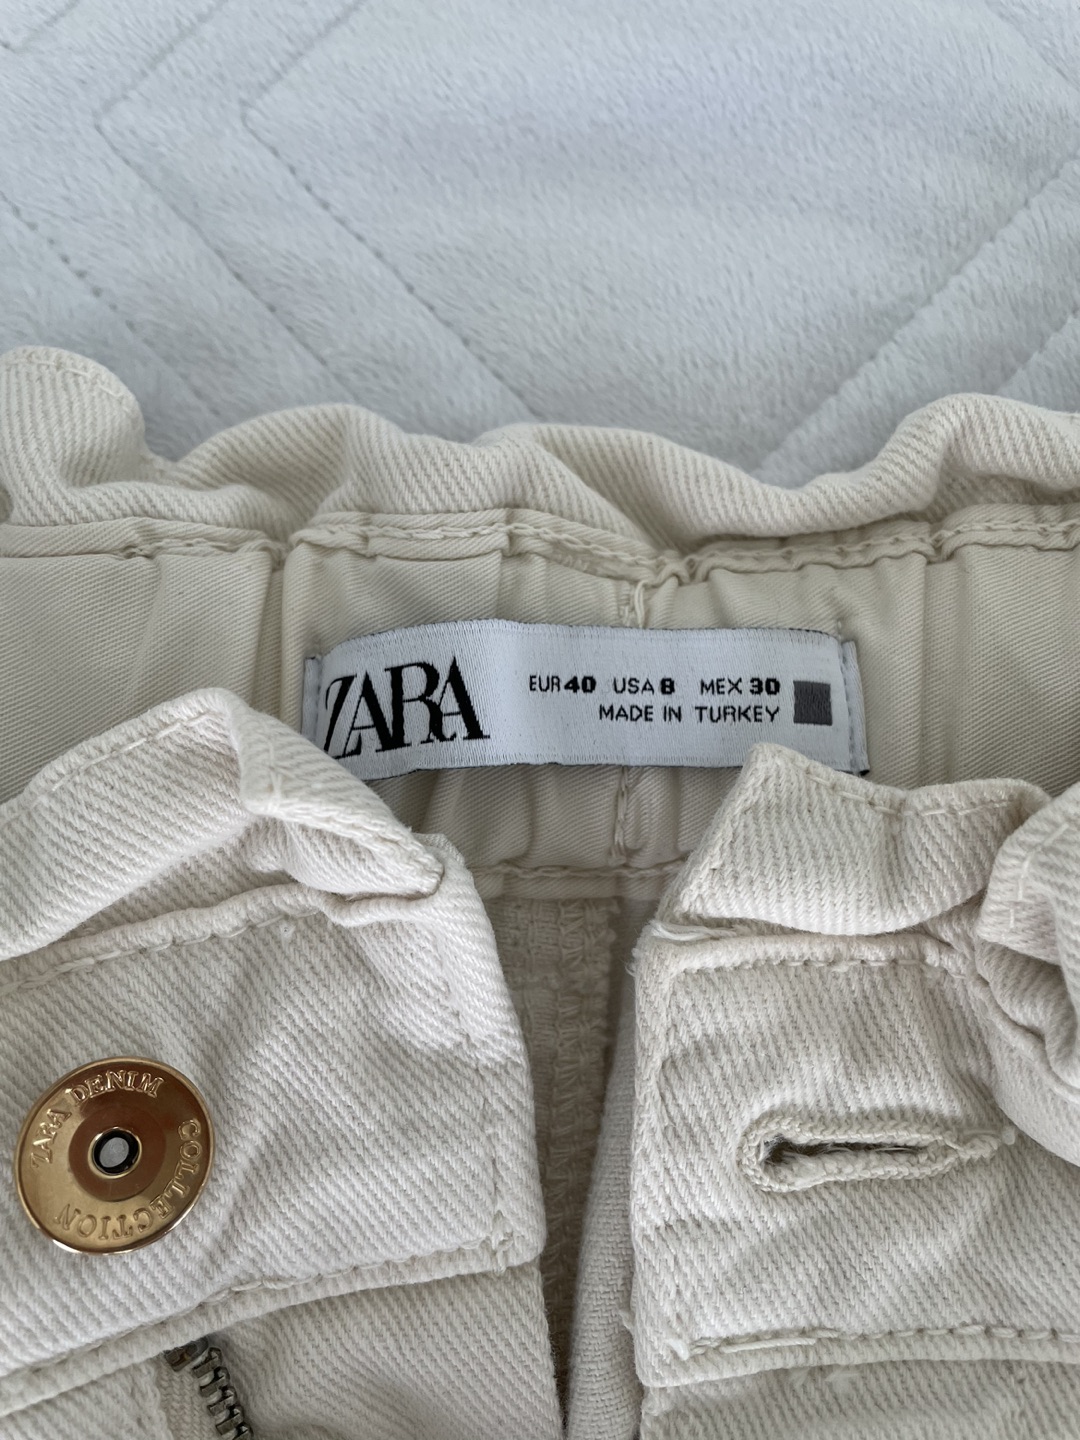 ZARA
EUR 40 USA 8 MEX 30
MADE IN TURKEY
ZARA DENIM COLLECTION